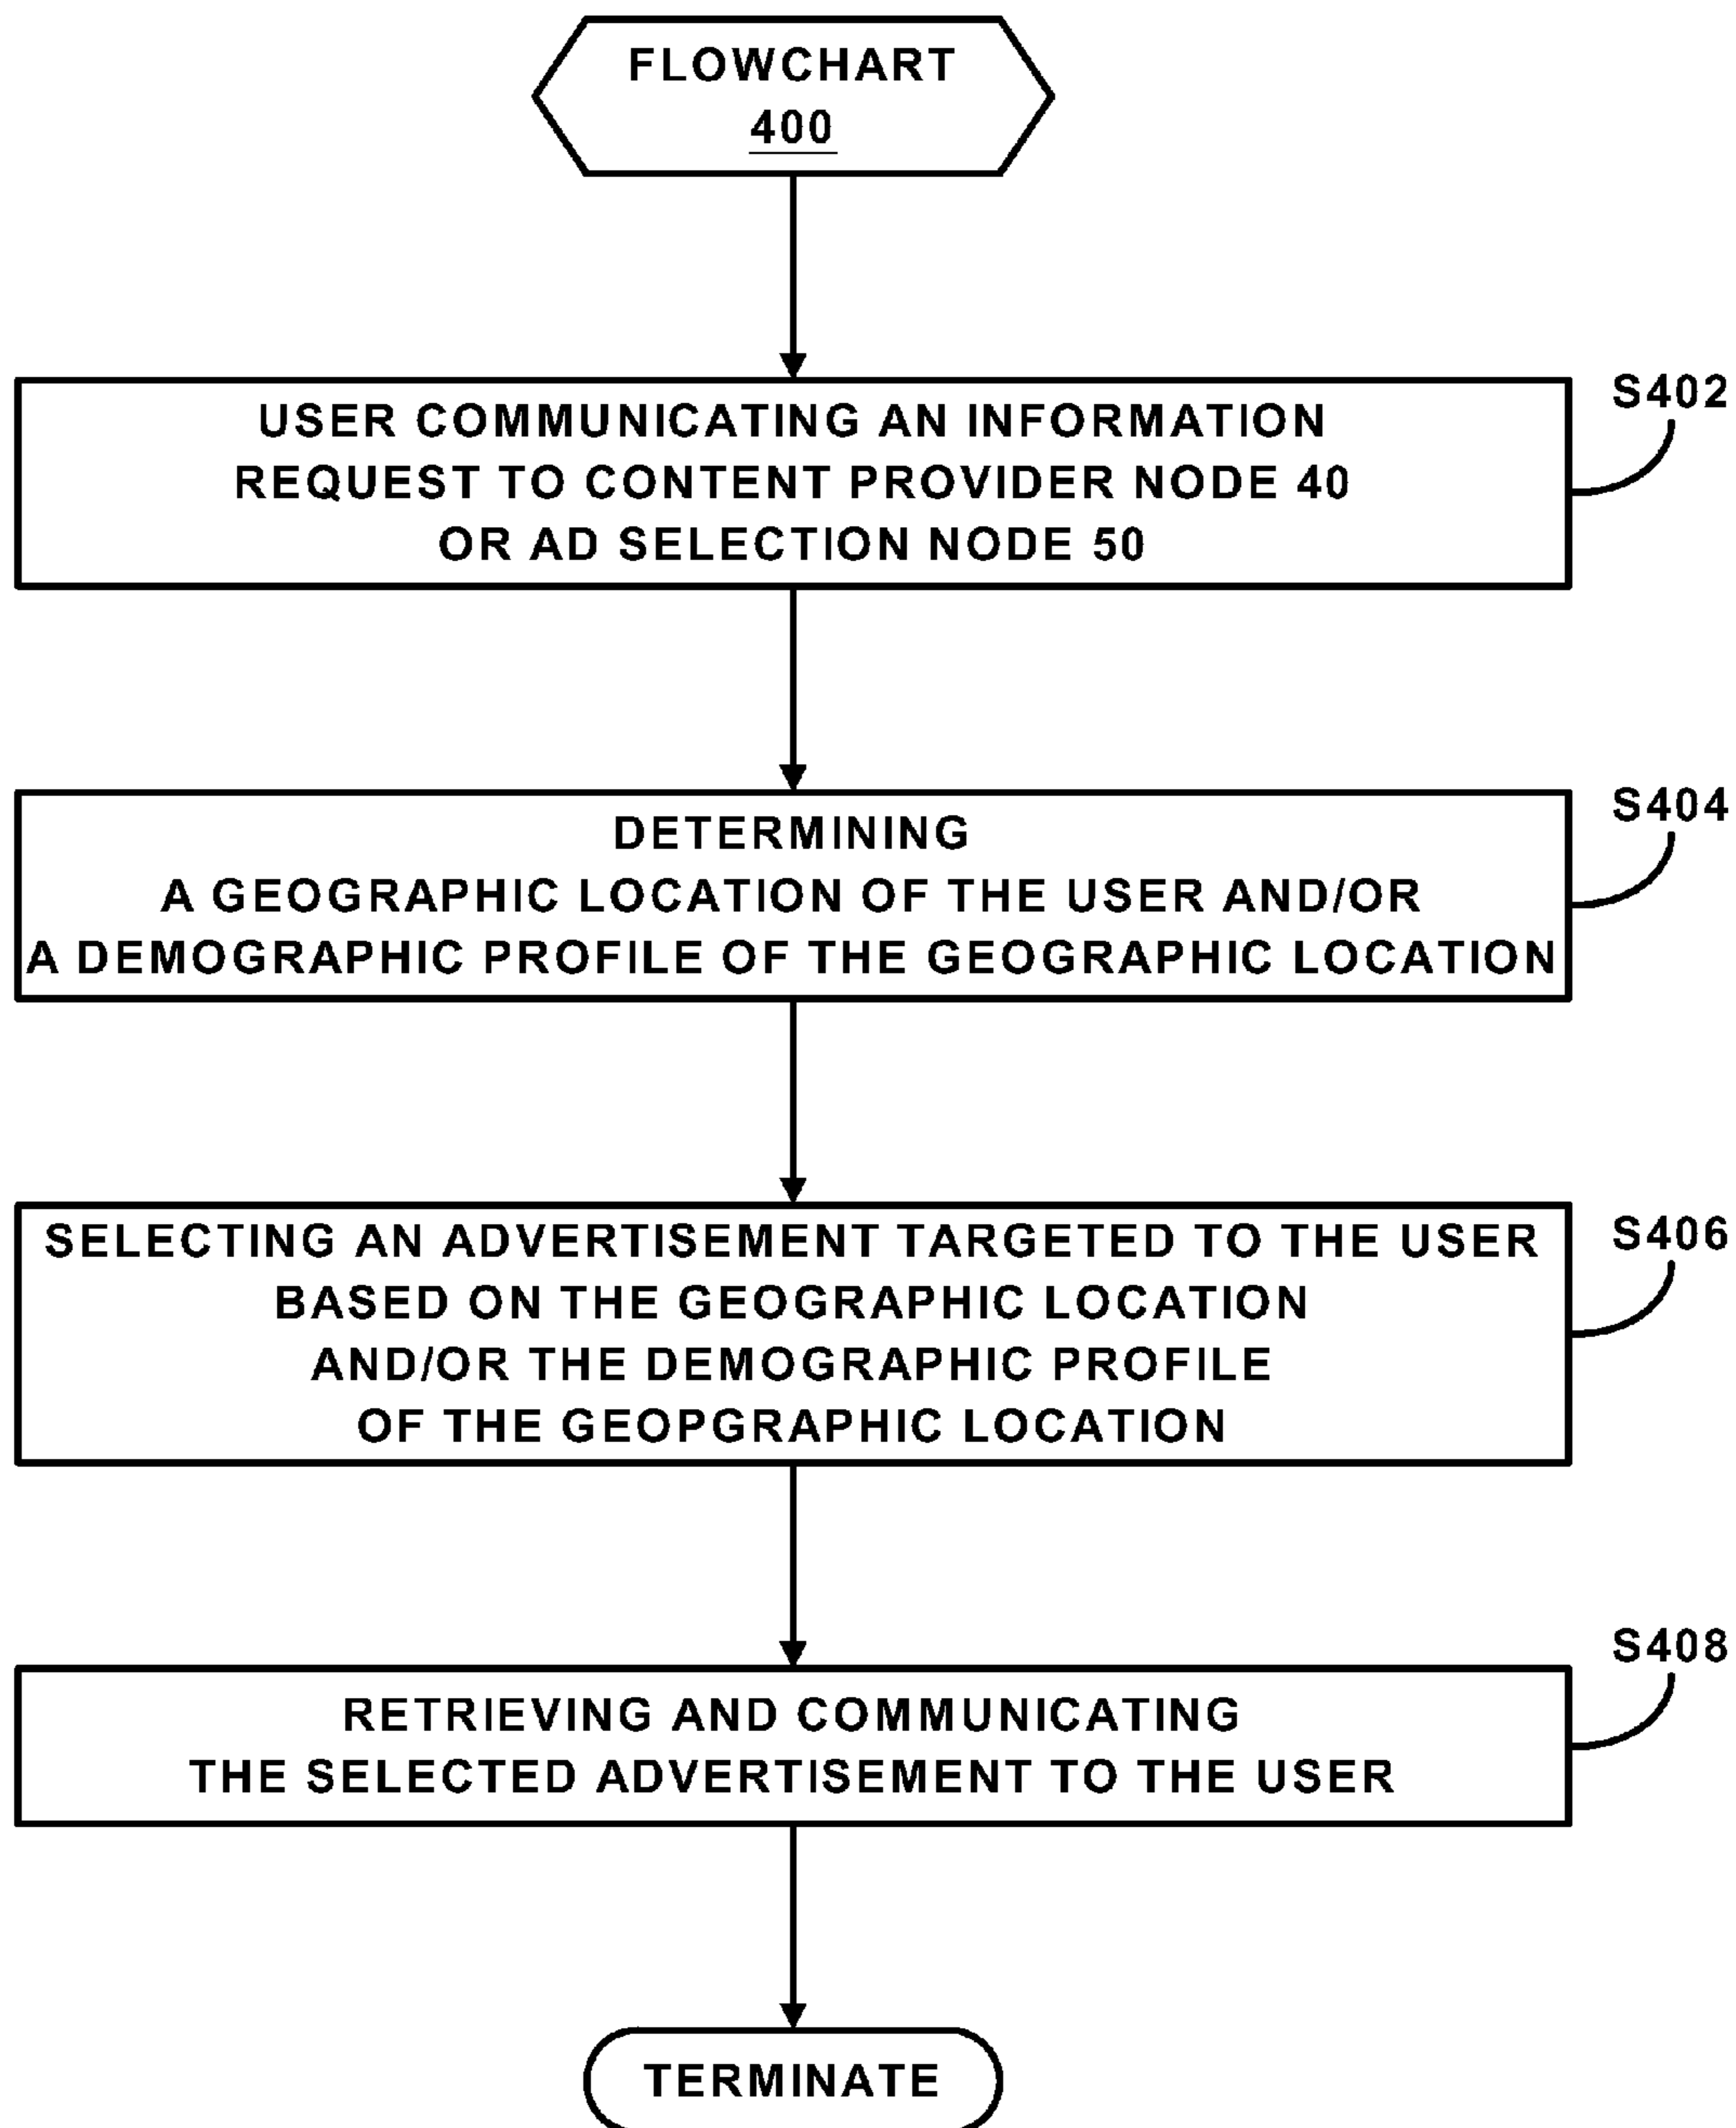 FLOWCHART
400
S402
USER COMMUNICATING AN INFORMATION
REQUEST TO CONTENT PROVIDER NODE 40
OR AD SELECTION NODE 50
S404
DETERMINING
A GEOGRAPHIC LOCATION OF THE USER AND/OR
A DEMOGRAPHIC PROFILE OF THE GEOGRAPHIC LOCATION
S406
SELECTING AN ADVERTISEMENT TARGETED TO THE USER
BASED ON THE GEOGRAPHIC LOCATION
AND/OR THE DEMOGRAPHIC PROFILE
OF THE GEOPGRAPHIC LOCATION
S408
RETRIEVING AND COMMUNICATING
THE SELECTED ADVERTISEMENT TO THE USER
TERMINATE